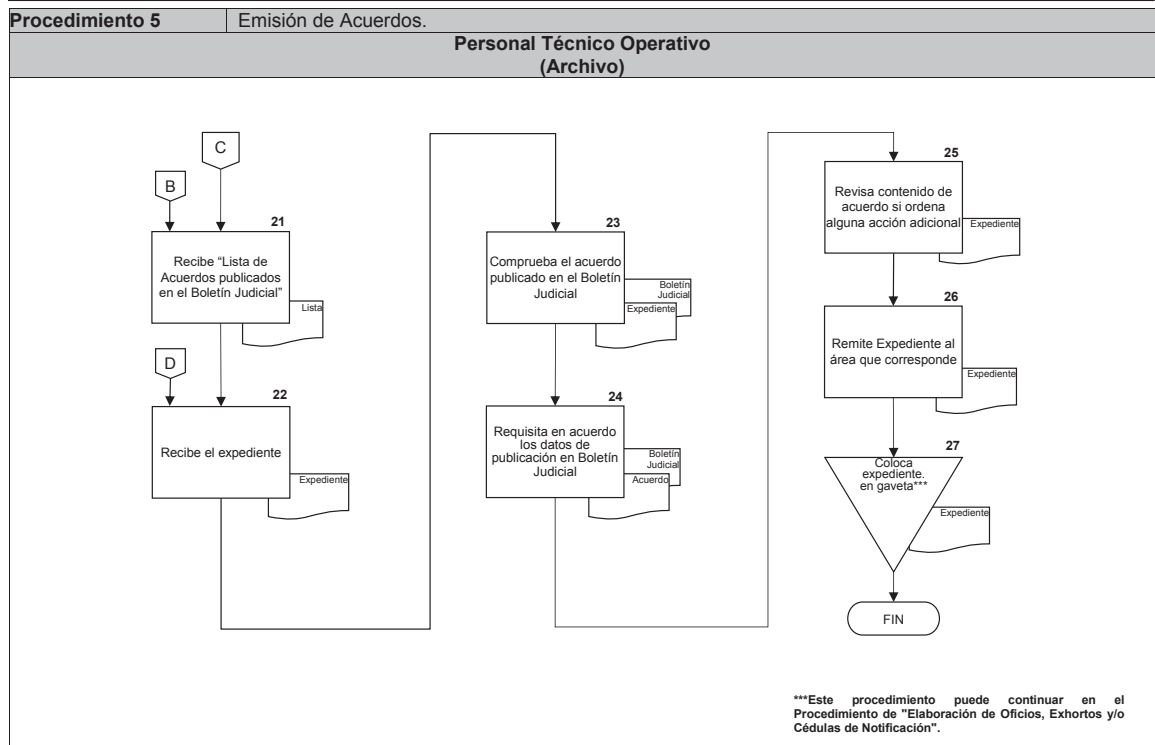 Procedimiento 5
Emisión de Acuerdos.
Personal Técnico Operativo
(Archivo)
C
B
21
Recibe “Lista de
Acuerdos publicados
en el Boletín Judicial”
Lista
D
22
Recibe el expediente
Expediente
23
Comprueba el acuerdo
publicado en el Boletín
Judicial
Boletín
Judicial
Expediente
24
Requisita en acuerdo
los datos de
publicación en Boletín
Judicial
Boletín
Judicial
Acuerdo
25
Revisa contenido de
acuerdo si ordena
alguna acción adicional
Expediente
26
Remite Expediente al
área que corresponde
Expediente
27
Coloca
expediente.
en gaveta***
Expediente
FIN
***Este procedimiento puede continuar en el
Procedimiento de "Elaboración de Oficios, Exhortos y/o
Cédulas de Notificación".